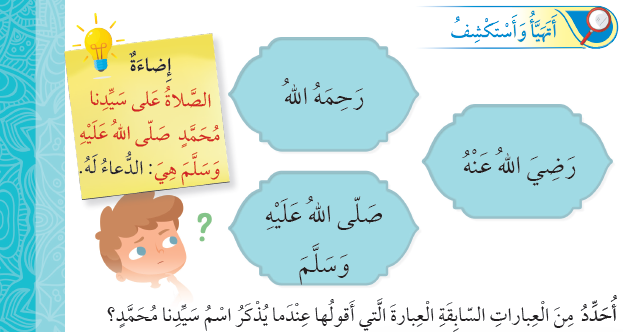 أَتَهَيَّأُ وَأَسْتَكْشِفُ
رَضِيَ اللهُ عَنْهُ
رَحِمَهُ اللهُ
صَلّى اللهُ عَلَيْهِ
وَسَلَّمَ
إِضاءَةٌ
الصَّلاةُ عَلى سَيِّدِنا
مُحَمَّدٍ صَلّى اللهُ عَلَيْهِ
وَسَلَّمَ هِيَ: الدُّعاءُ لَهُ.
?
أُحَدِّدُ مِنَ الْعِباراتِ السّابِقَةِ الْعِبارَةَ الَّتي أَقولُها عِنْدَما يُذْكَرُ اسْمُ سَيِّدِنا مُحَمَّدٍ؟